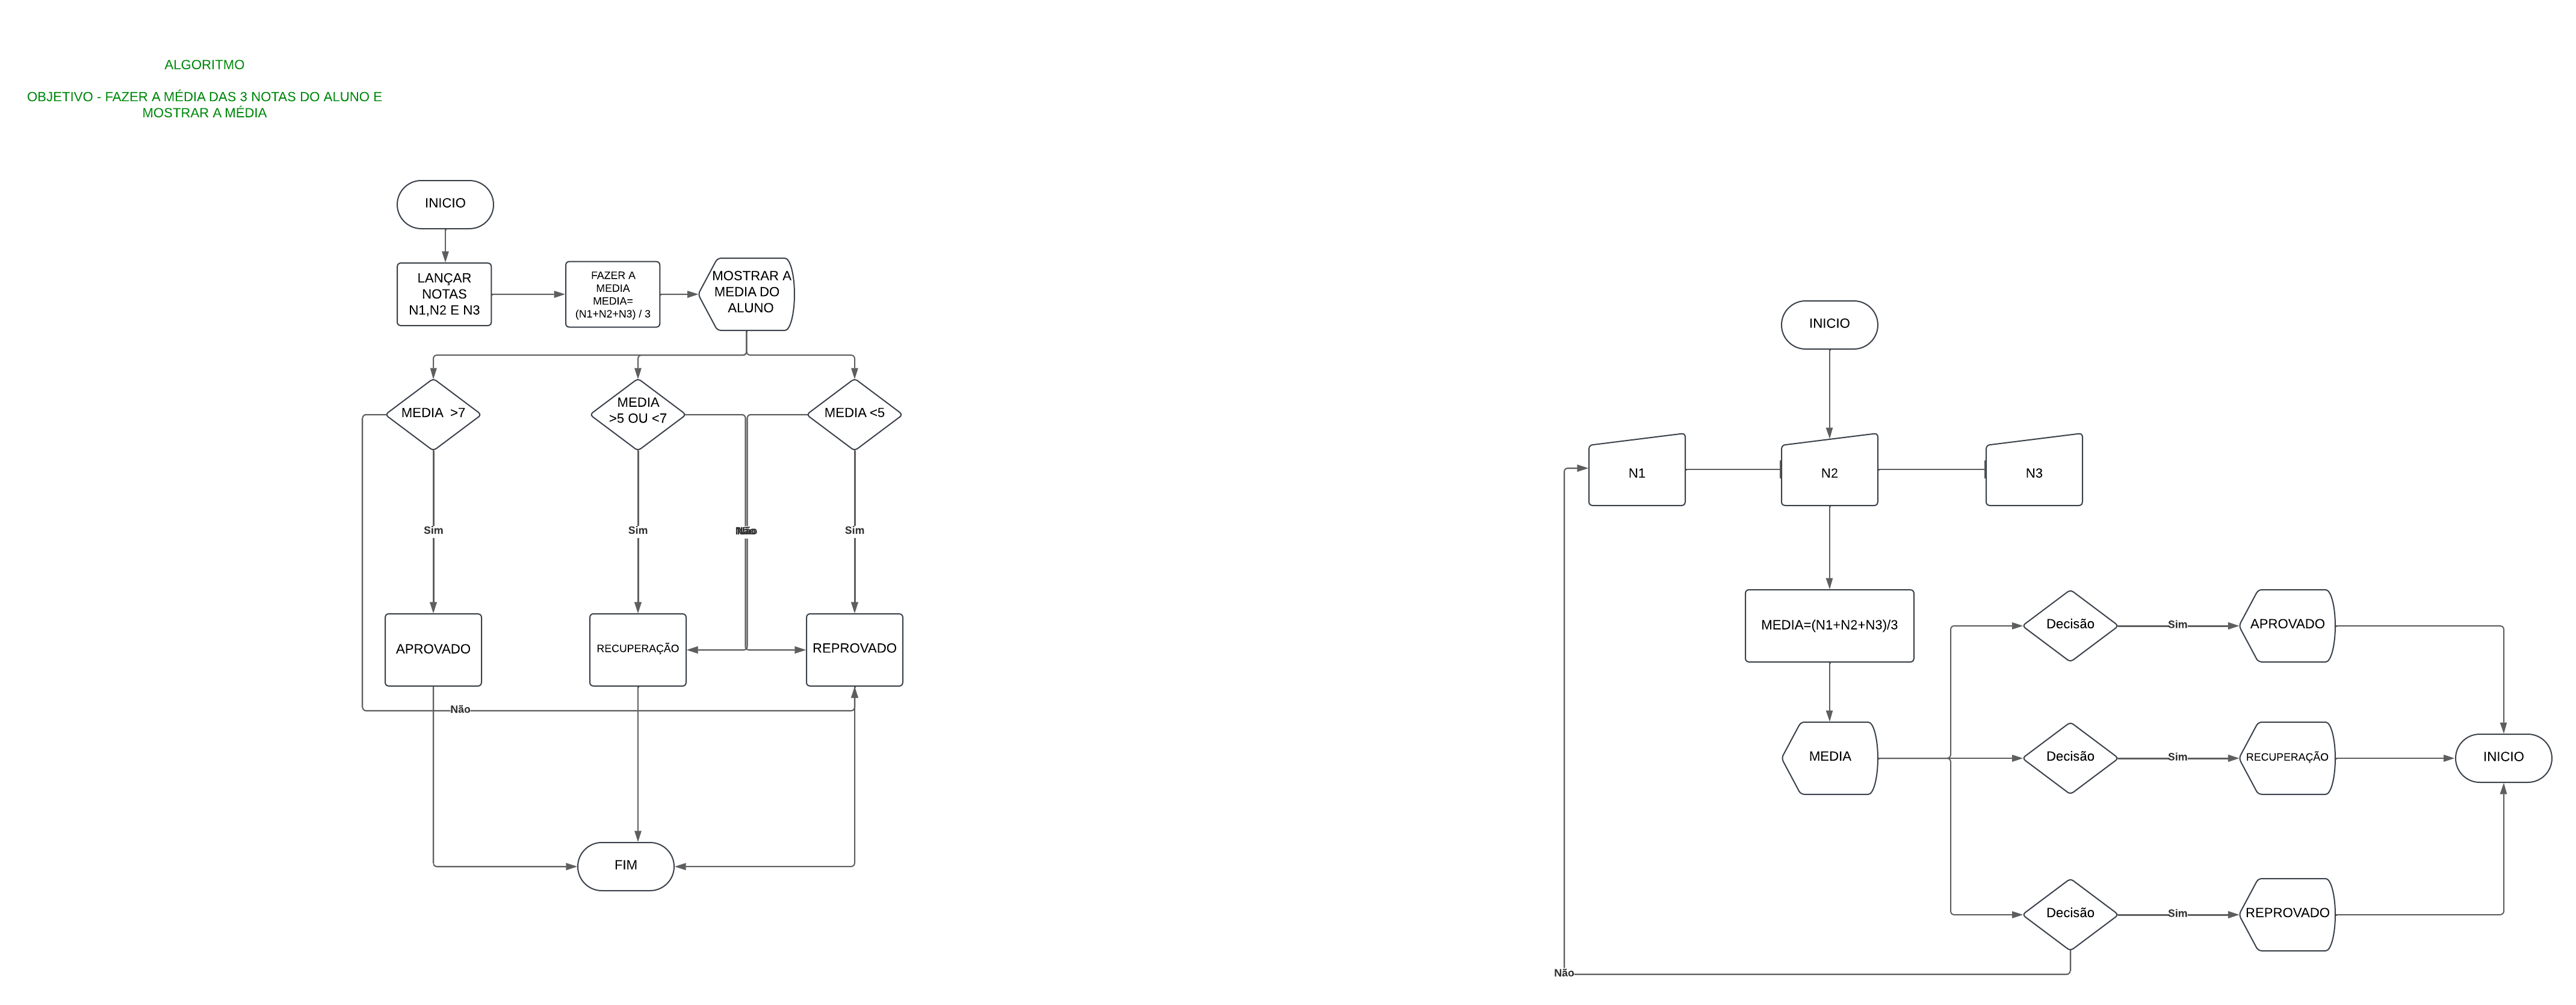 ALGORITMO
OBJETIVO - FAZER A MÉDIA DAS 3 NOTAS DO ALUNO E
MOSTRAR A MÉDIA
INICIO
LANÇAR
NOTAS
N1,N2 E N3
FAZER A
MEDIA
MEDIA=
(N1+N2+N3) / 3
MOSTRAR A
MEDIA DO
ALUNO
MEDIA >7
MEDIA
>5 OU <7
MEDIA <5
Sim
Sim
Não
Sim
APROVADO
RECUPERAÇÃO
REPROVADO
Não
FIM
INICIO
N1
N2
N3
MEDIA=(N1+N2+N3)/3
MEDIA
Decisão
Sim
APROVADO
Decisão
Sim
RECUPERAÇÃO
INICIO
Decisão
Sim
REPROVADO
Não